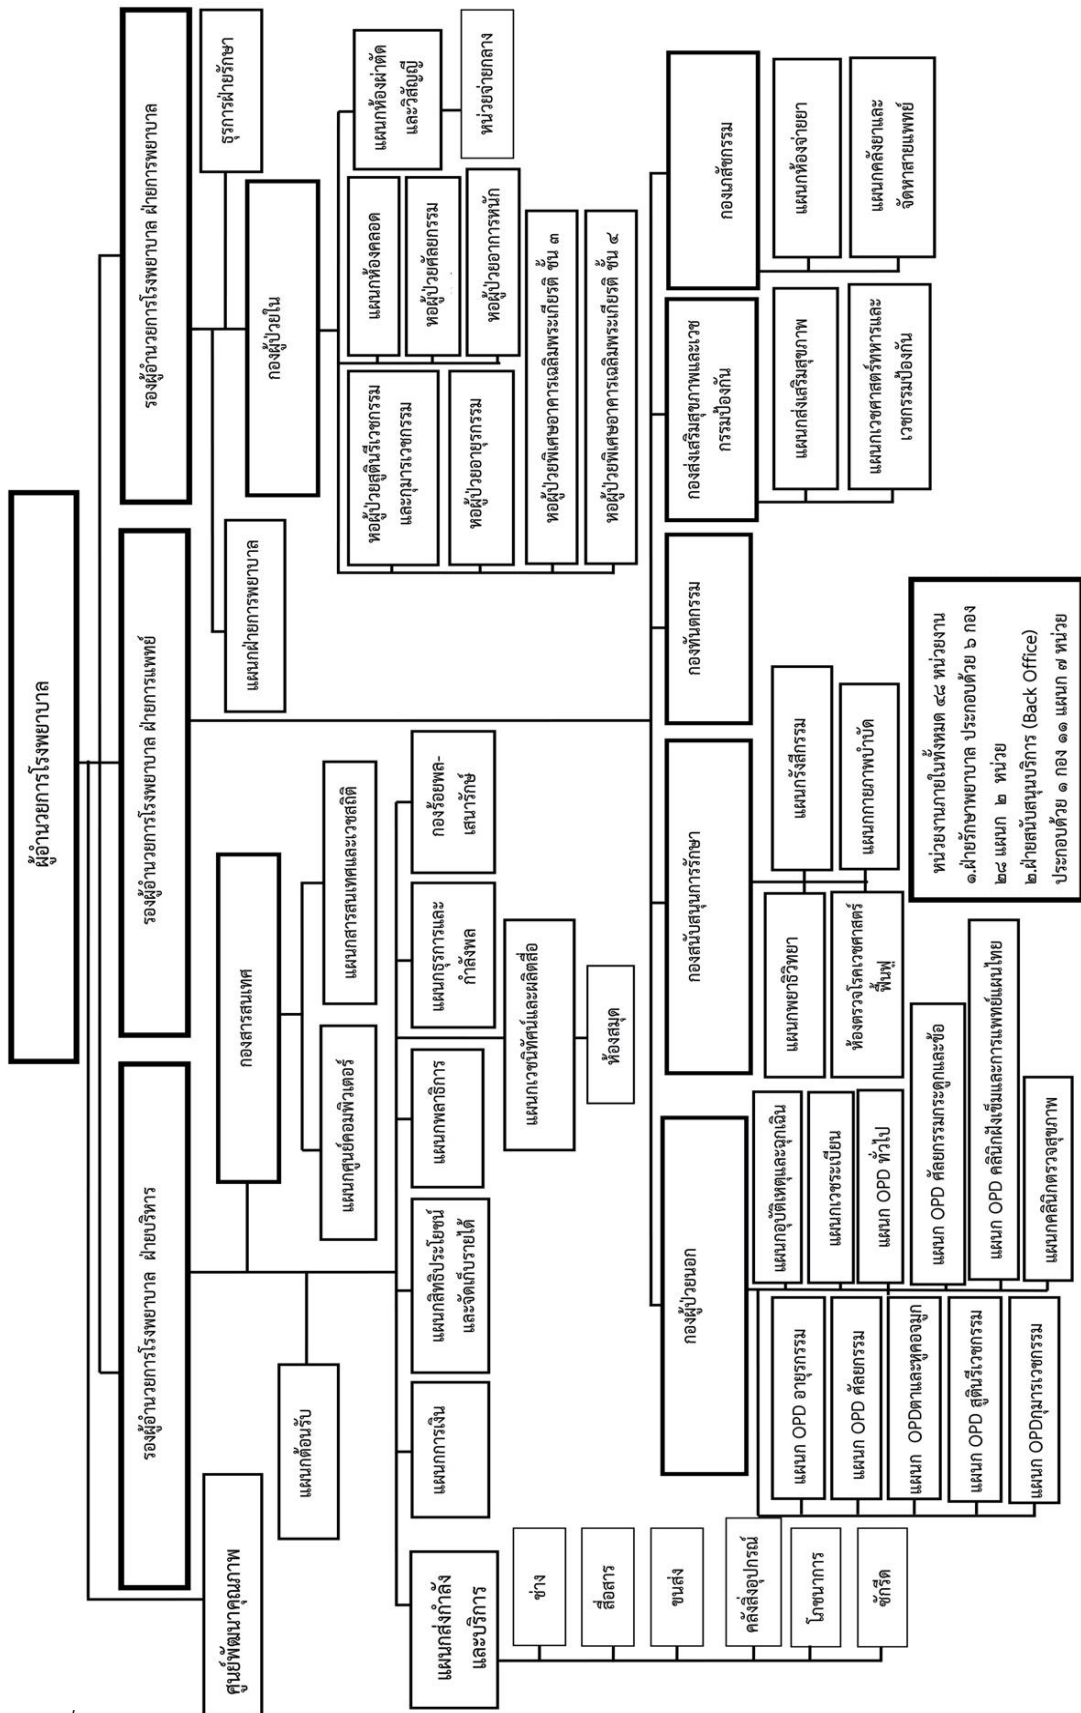 ผู้อำนวยการโรงพยาบาล
ศูนย์พัฒนาคุณภาพ
รองผู้อำนวยการโรงพยาบาล ฝ่ายบริหาร
รองผู้อำนวยการโรงพยาบาล ฝ่ายการแพทย์
รองผู้อำนวยการโรงพยาบาล ฝ่ายการพยาบาล
แผนกต้อนรับ
กองสารสนเทศ
แผนกศูนย์คอมพิวเตอร์
แผนกสารสนเทศและเวชสถิติ
แผนกฝ่ายการพยาบาล
ธุรการฝ่ายรักษา
กองผู้ป่วยใน
แผนกส่งกำลัง
และบริการ
แผนกการเงิน
แผนกสิทธิประโยชน์
และจัดเก็บรายได้
แผนกพลาธิการ
แผนกธุรการและ
กำลังพล
กองร้อยพล-
เสนารักษ์
ช่าง
สื่อสาร
ขนส่ง
คลังสิ่งอุปกรณ์
โภชนาการ
ซักรีด
แผนกเวชนิทัศน์และผลิตสื่อ
ห้องสมุด
หอผู้ป่วยสูตินรีเวชกรรม
และกุมารเวชกรรม
แผนกห้องคลอด
แผนกห้องผ่าตัด
และวิสัญญี
หอผู้ป่วยอายุรกรรม
หอผู้ป่วยศัลยกรรม
หอผู้ป่วยอาการหนัก
หน่วยจ่ายกลาง
หอผู้ป่วยพิเศษอาคารเฉลิมพระเกียรติ ชั้น ๓
หอผู้ป่วยพิเศษอาคารเฉลิมพระเกียรติ ชั้น ๔
กองผู้ป่วยนอก
กองสนับสนุนการรักษา
กองทันตกรรม
กองส่งเสริมสุขภาพและเวช
กรรมป้องกัน
กองเภสัชกรรม
แผนก OPD อายุรกรรม
แผนกอุบัติเหตุและฉุกเฉิน
แผนก OPD ศัลยกรรม
แผนกเวชระเบียน
แผนก OPDตาและหูคอจมูก
แผนก OPD ทั่วไป
แผนก OPD สูตินรีเวชกรรม
แผนก OPD ศัลยกรรมกระดูกและข้อ
แผนก OPDกุมารเวชกรรม
แผนก OPD คลินิกฝังเข็มและการแพทย์แผนไทย
แผนกคลินิกตรวจสุขภาพ
แผนกพยาธิวิทยา
แผนกรังสีกรรม
ห้องตรวจโรคเวชศาสตร์
ฟื้นฟู
แผนกกายภาพบำบัด
แผนกส่งเสริมสุขภาพ
แผนกเวชศาสตร์ทหารและ
เวชกรรมป้องกัน
แผนกห้องจ่ายยา
แผนกคลังยาและ
จัดหาสายแพทย์
หน่วยงานภายในทั้งหมด ๔๘ หน่วยงาน
๑.ฝ่ายรักษาพยาบาล ประกอบด้วย ๖ กอง
๒๘ แผนก ๒ หน่วย
๒.ฝ่ายสนับสนุนบริการ (Back Office)
ประกอบด้วย ๑ กอง ๑๑ แผนก ๗ หน่วย